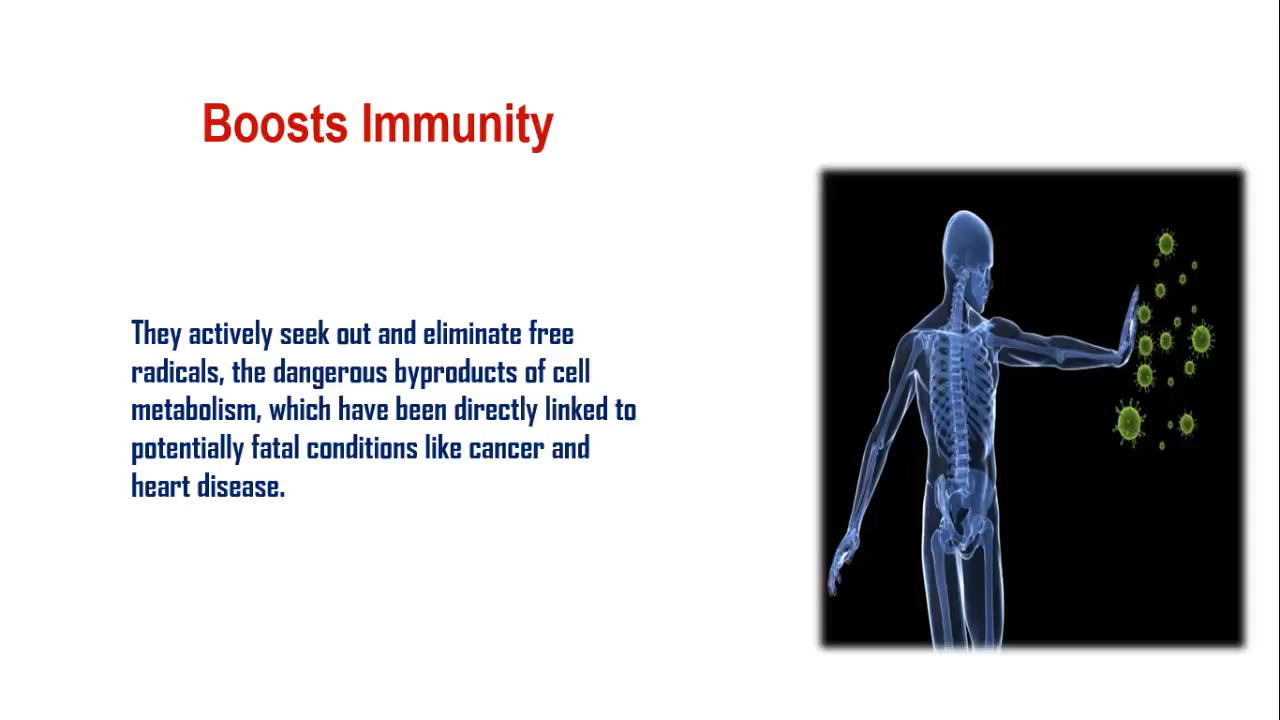 Boosts Immunity
They actively seek out and eliminate free
radicals, the dangerous byproducts of cell
metabolism, which have been directly linked to
potentially fatal conditions like cancer and
heart disease.